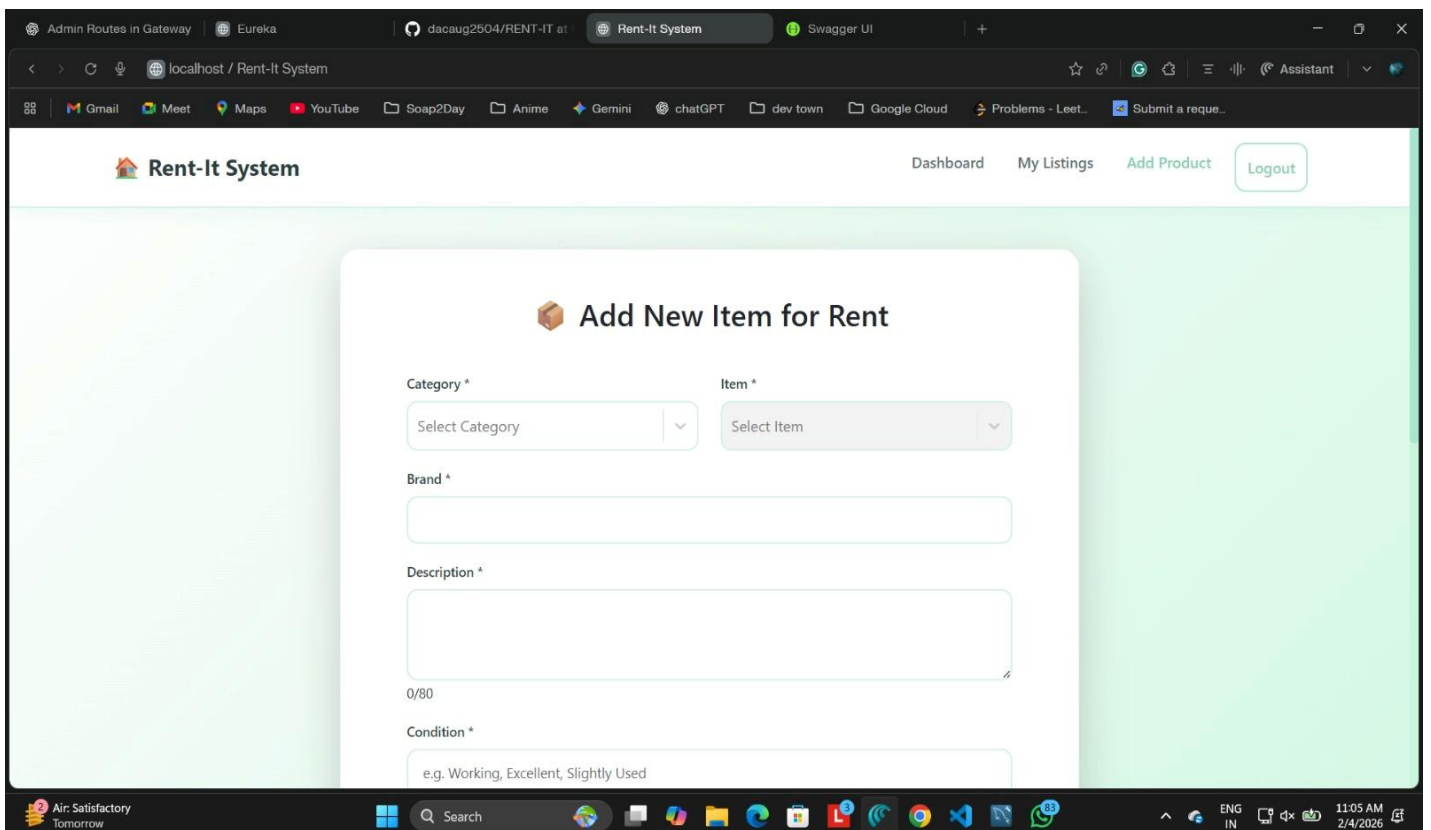 Admin Routes in Gateway Eureka dacaug2504/RENT-IT at Rent-It System Swagger UI
localhost / Rent-It System Assistant
Gmail Meet Maps YouTube Soap2Day Anime Gemini chatGPT dev town Google Cloud Problems - Leet... Submit a reque...
Rent-It System Dashboard My Listings Add Product Logout
Add New Item for Rent
Category * Item *
Select Category Select Item
Brand *
Description *
0/80
Condition *
e.g. Working, Excellent, Slightly Used
2 Air: Satisfactory
Tomorrow
Search
L 3
83
ENG
IN
11:05 AM
2/4/2026